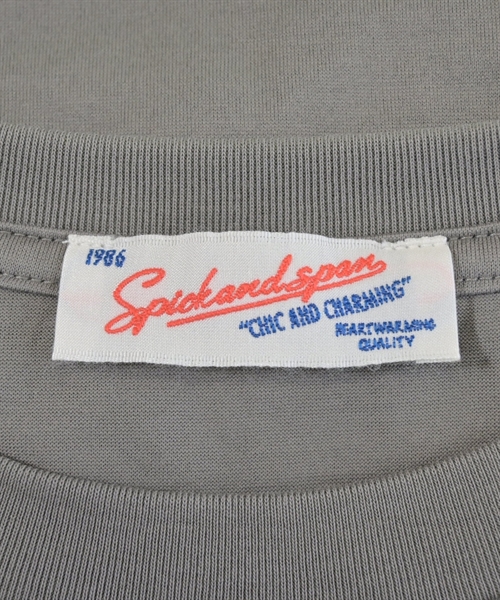 1986
Spickandspan
"CHIC AND CHARMING"
HEARTWARMING
QUALITY